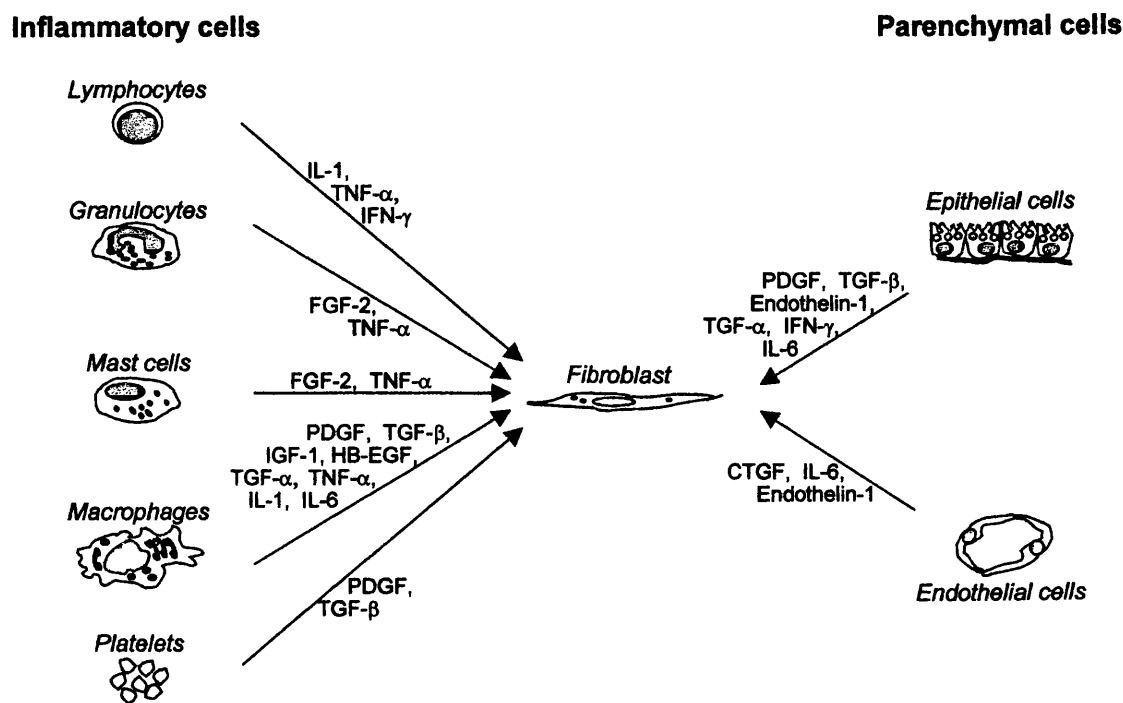 Inflammatory cells
Parenchymal cells
Lymphocytes
IL-1,
TNF-α,
IFN-γ
Granulocytes
FGF-2,
TNF-α
Mast cells
FGF-2, TNF-α
PDGF, TGF-β,
IGF-1, HB-EGF,
TGF-α, TNF-α,
IL-1, IL-6
Macrophages
PDGF,
TGF-β
Platelets
Fibroblast
Epithelial cells
PDGF, TGF-β,
Endothelin-1,
TGF-α, IFN-γ,
IL-6
CTGF, IL-6,
Endothelin-1
Endothelial cells